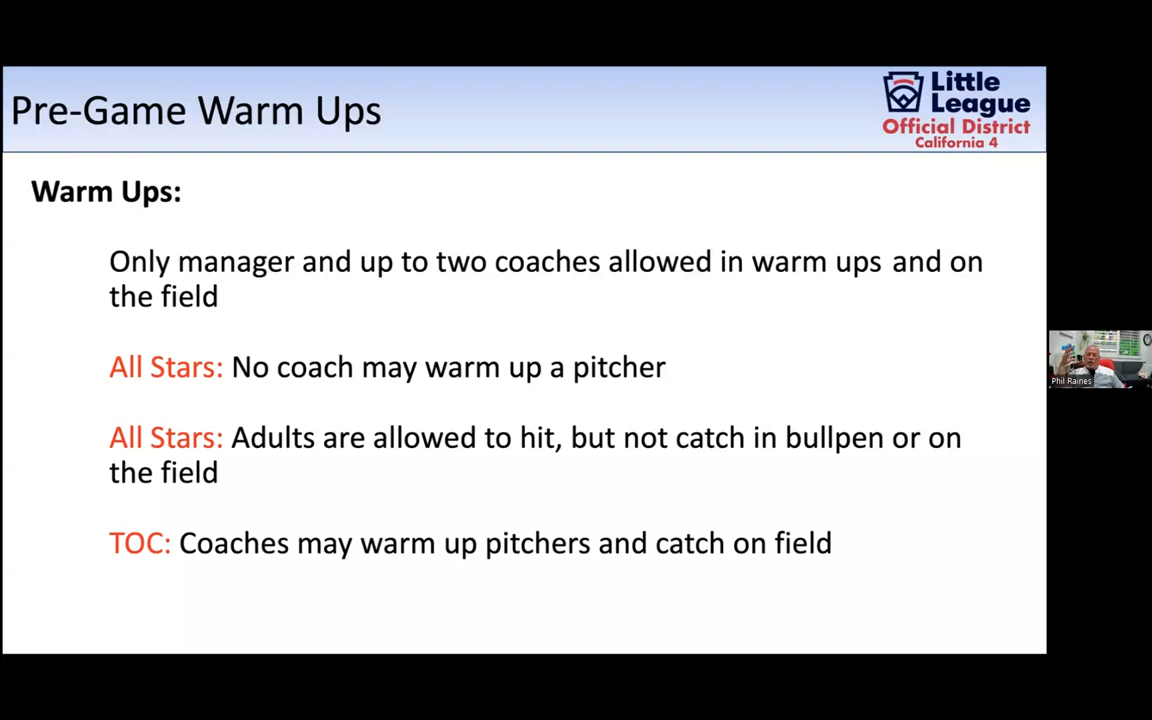 Pre-Game Warm Ups
Little
League
Official District
California 4
Warm Ups:
Only manager and up to two coaches allowed in warm ups and on
the field
All Stars: No coach may warm up a pitcher
All Stars: Adults are allowed to hit, but not catch in bullpen or on
the field
TOC: Coaches may warm up pitchers and catch on field
Phil Raines